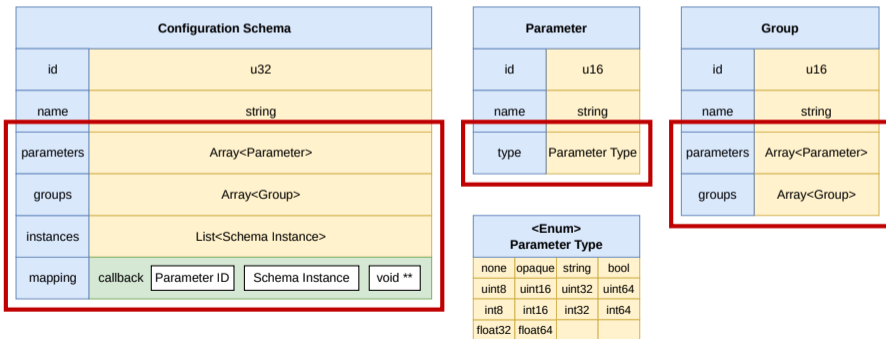 Configuration Schema
id u32
name string
parameters Array<Parameter>
groups Array<Group>
instances List<Schema Instance>
mapping callback Parameter ID Schema Instance void **
Parameter
id u16
name string
type Parameter Type
<Enum>
Parameter Type
none opaque string bool
uint8 uint16 uint32 uint64
int8 int16 int32 int64
float32 float64
Group
id u16
name string
parameters Array<Parameter>
groups Array<Group>